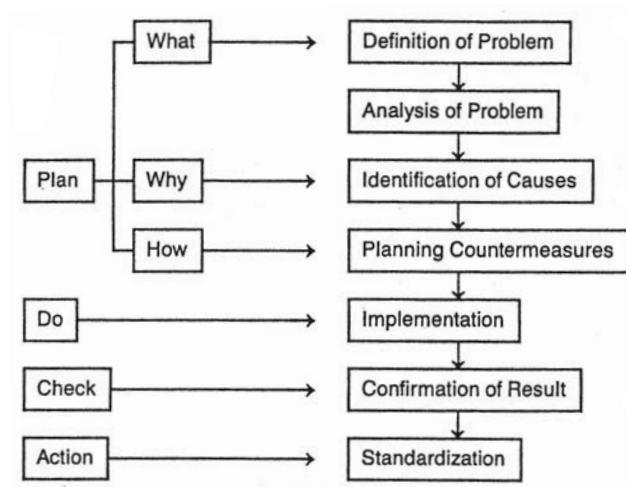 What
Definition of Problem
Analysis of Problem
Plan
Why
Identification of Causes
How
Planning Countermeasures
Do
Implementation
Check
Confirmation of Result
Action
Standardization